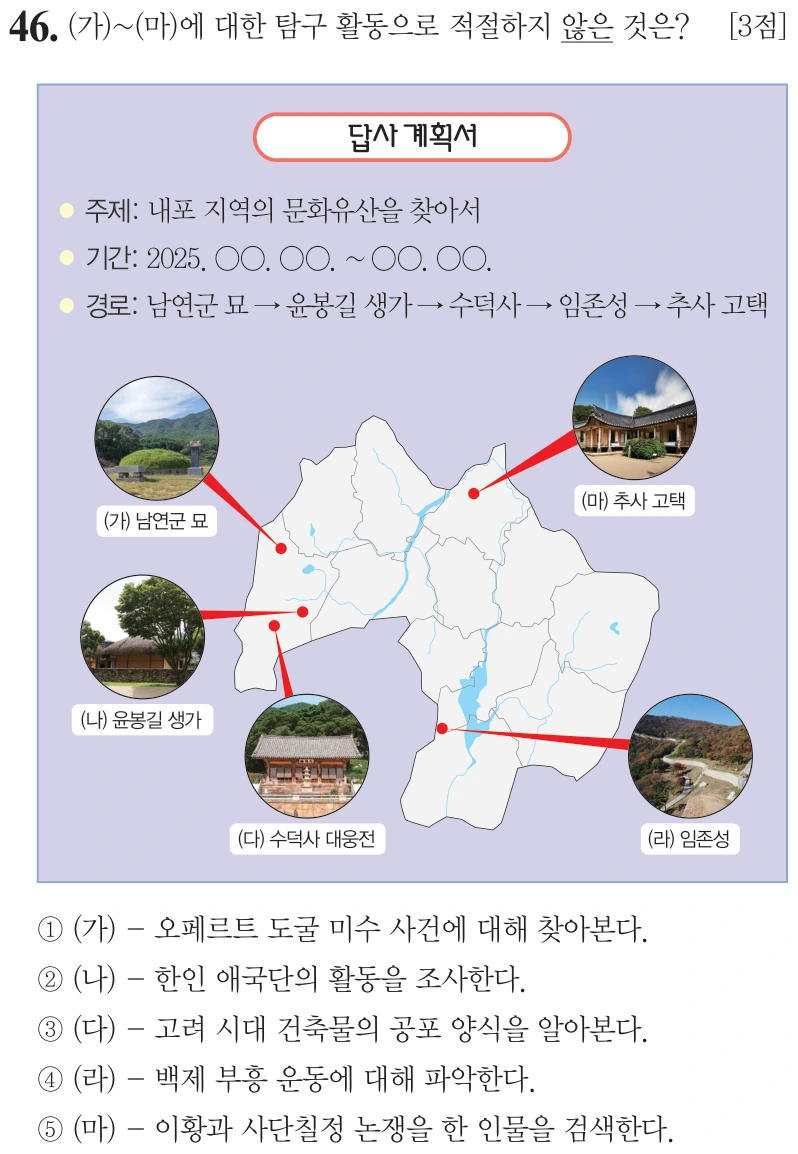 46. (가)~(마)에 대한 탐구 활동으로 적절하지 않은 것은? [3점]
답사 계획서
주제: 내포 지역의 문화유산을 찾아서
기간: 2025. ○○. ○○. ~ ○○. ○○.
경로: 남연군 묘 → 윤봉길 생가 → 수덕사 → 임존성 → 추사 고택
(가) 남연군 묘
(마) 추사 고택
(나) 윤봉길 생가
(다) 수덕사 대웅전
(라) 임존성
① (가) - 오페르트 도굴 미수 사건에 대해 찾아본다.
② (나) - 한인 애국단의 활동을 조사한다.
③ (다) - 고려 시대 건축물의 공포 양식을 알아본다.
④ (라) - 백제 부흥 운동에 대해 파악한다.
⑤ (마) - 이황과 사단칠정 논쟁을 한 인물을 검색한다.